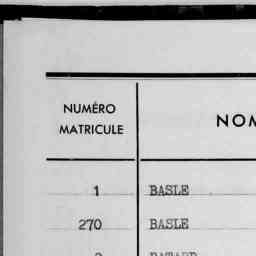 NUMÉRO
MATRICULE
NOM
1 BASLE
270 BASLE